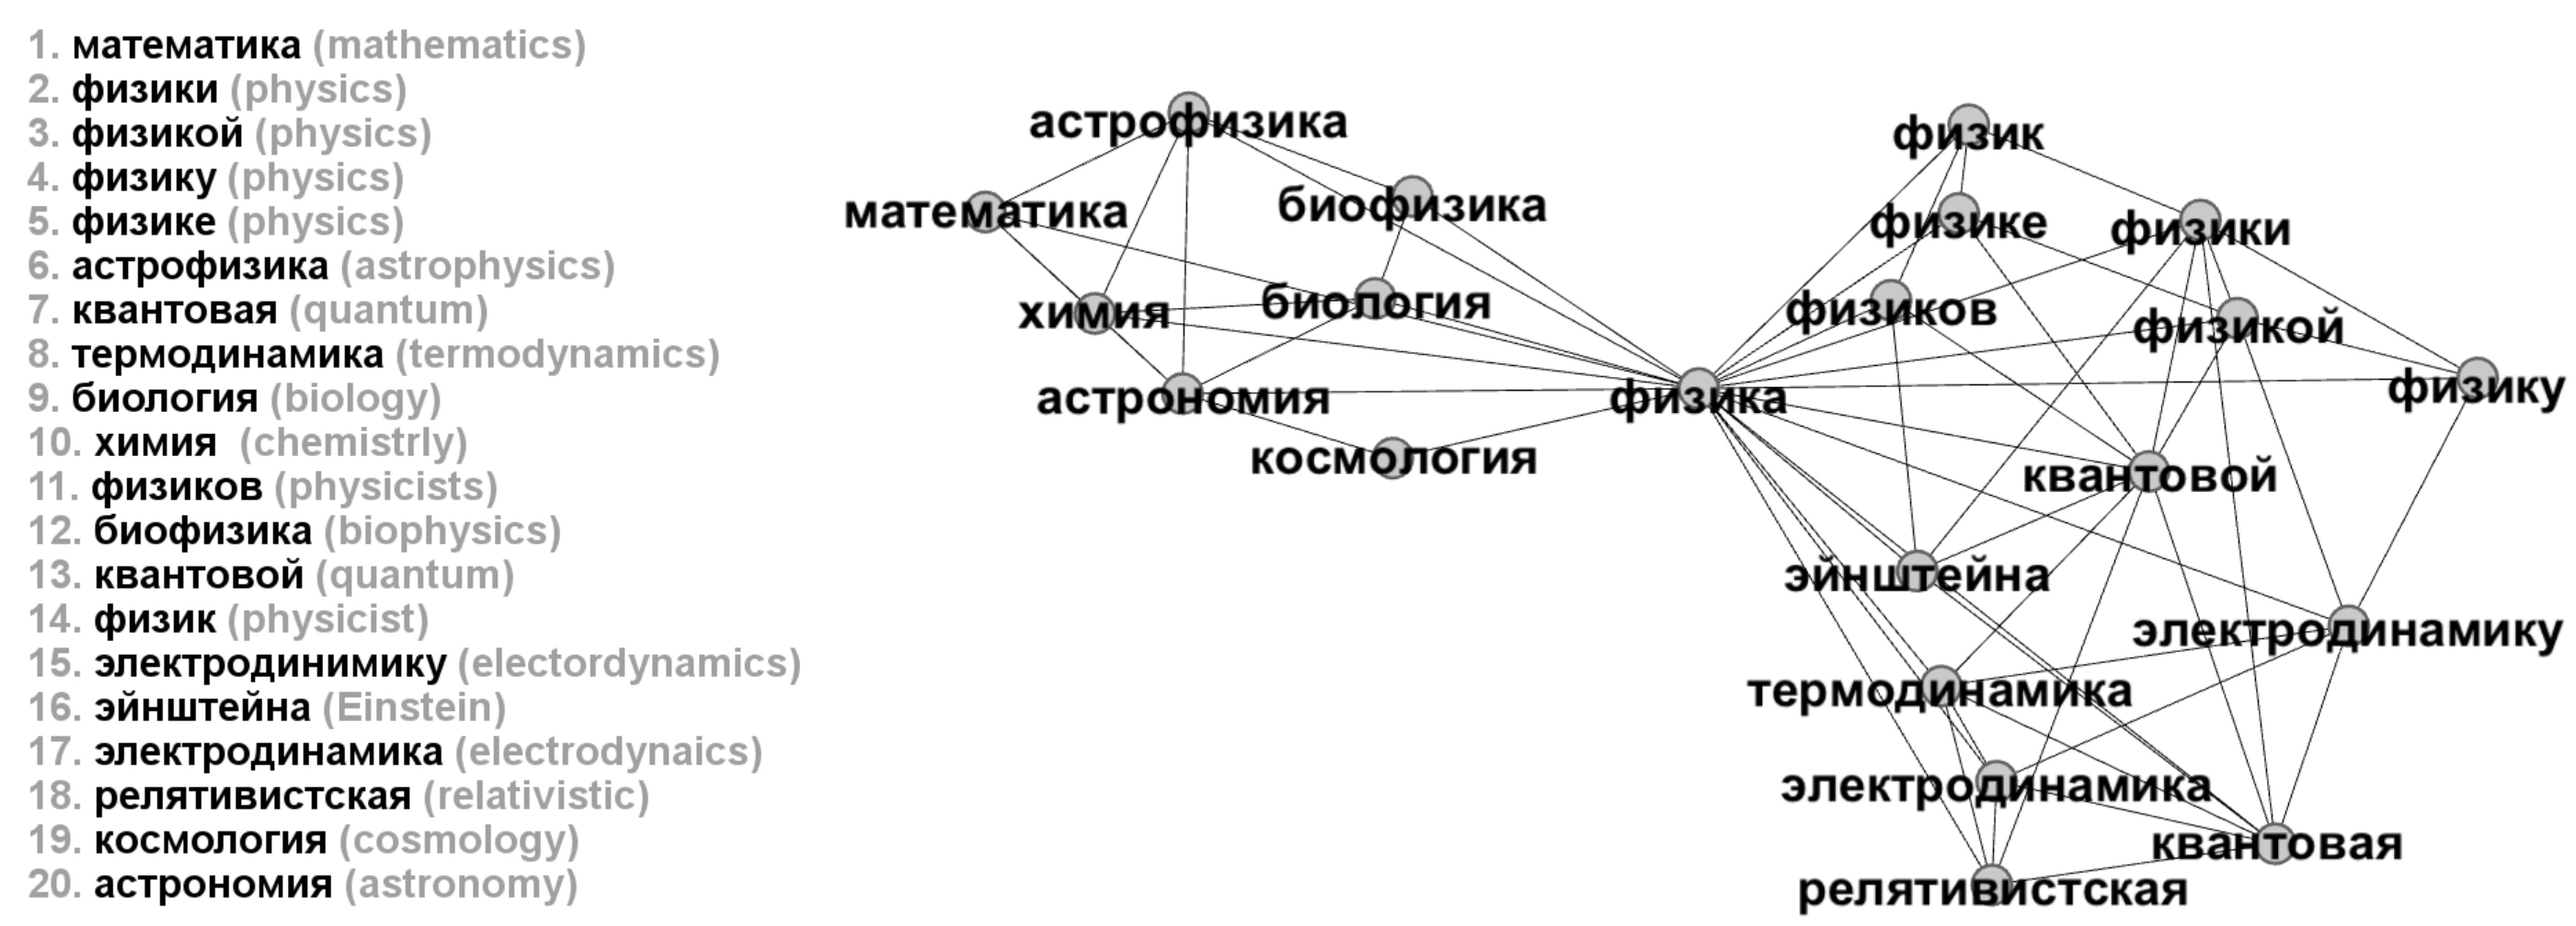 1. математика (mathematics)
2. физики (physics)
3. физикой (physics)
4. физику (physics)
5. физике (physics)
6. астрофизика (astrophysics)
7. квантовая (quantum)
8. термодинамика (termodynamics)
9. биология (biology)
10. химия (chemistrly)
11. физиков (physicists)
12. биофизика (biophysics)
13. квантовой (quantum)
14. физик (physicist)
15. электродинимику (electordynamics)
16. эйнштейна (Einstein)
17. электродинамика (electrodynaics)
18. релятивистская (relativistic)
19. космология (cosmology)
20. астрономия (astronomy)
астрофизика
математика
биофизика
химия
биология
астрономия
космология
физика
физик
физике
физики
физиков
физикой
физику
квантовой
эйнштейна
электродинамику
термодинамика
электродинамика
квантовая
релятивистская